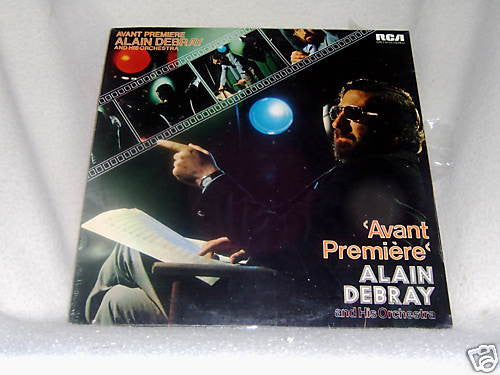 AVANT PREMIERE
ALAIN DEBRAY
AND HIS ORCHESTRA
RCA
‹Avant
Première‹
ALAIN
DEBRAY
and His Orchestra